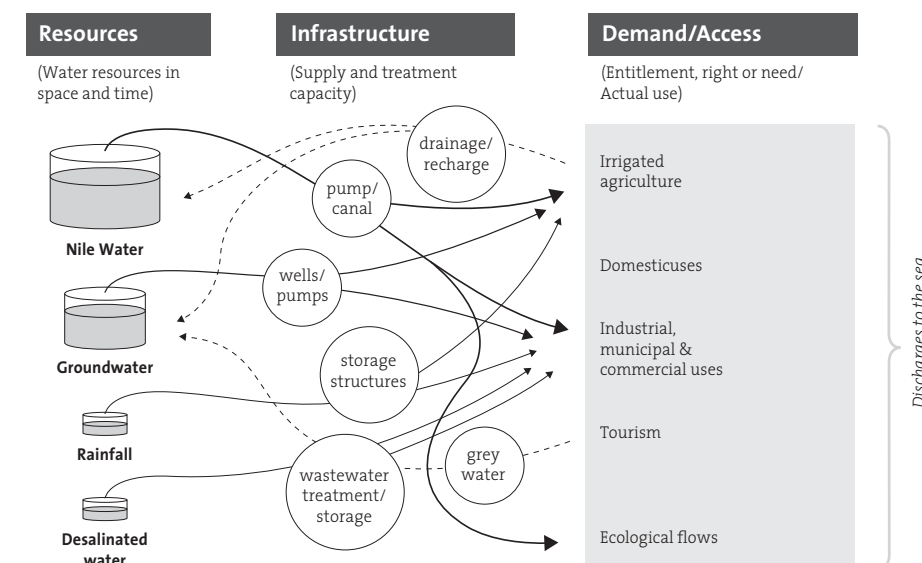 Resources
(Water resources in
space and time)
Infrastructure
(Supply and treatment
capacity)
Demand/Access
(Entitlement, right or need/
Actual use)
Nile Water
Groundwater
Rainfall
Desalinated
water
drainage/
recharge
pump/
canal
wells/
pumps
storage
structures
wastewater
treatment/
storage
grey
water
Irrigated
agriculture
Domesticuses
Industrial,
municipal &
commercial uses
Tourism
Ecological flows
Discharges to the sea